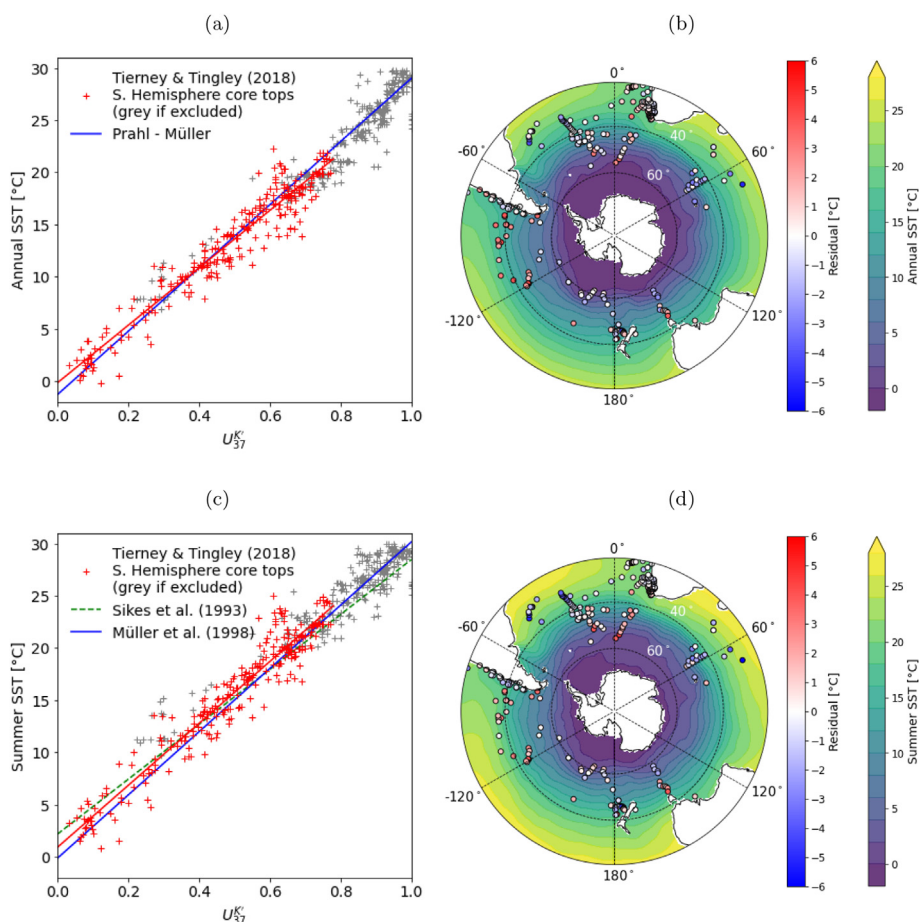 (a)
30
25
20
15
10
5
0
Annual SST [°C]
Tierney & Tingley (2018)
S. Hemisphere core tops
(grey if excluded)
Prahl - Müller
0.0 0.2 0.4 0.6 0.8 1.0
U_{37}^{K'}
(b)
0°
-60°
60°
40°
60°
-120°
120°
180°
6
5
4
3
2
1
0
-1
-2
-3
-4
-5
-6
Residual [°C]
25
20
15
10
5
0
Annual SST [°C]
(c)
30
25
20
15
10
5
0
Summer SST [°C]
Tierney & Tingley (2018)
S. Hemisphere core tops
(grey if excluded)
Sikes et al. (1993)
Müller et al. (1998)
0.0 0.2 0.4 0.6 0.8 1.0
U_{37}^{K'}
(d)
0°
-60°
60°
40°
60°
-120°
120°
180°
6
5
4
3
2
1
0
-1
-2
-3
-4
-5
-6
Residual [°C]
25
20
15
10
5
0
Summer SST [°C]